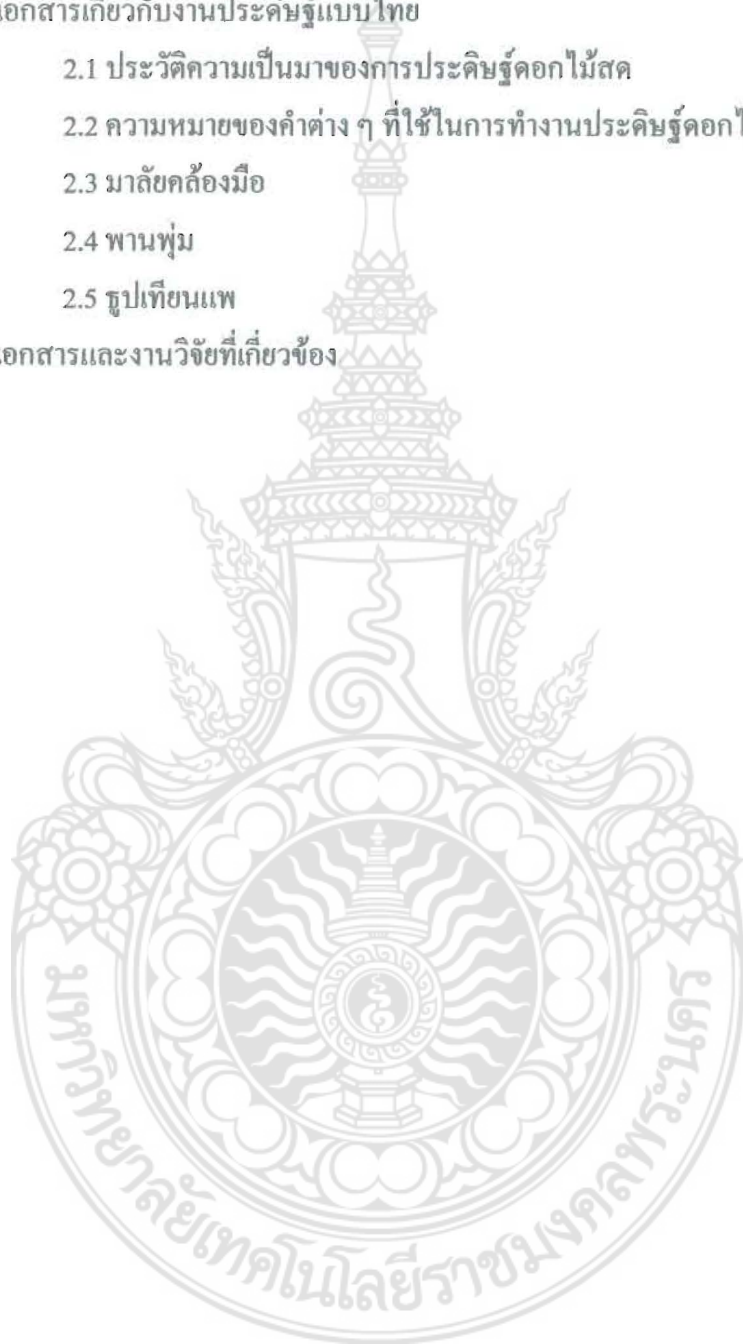 เอกสารเกี่ยวกับงานประดิษฐ์แบบไทย
2.1 ประวัติความเป็นมาของการประดิษฐ์ดอกไม้สด
2.2 ความหมายของคำต่าง ๆ ที่ใช้ในการทำงานประดิษฐ์
2.3 มาลัยคล้องมือ
2.4 พานพุ่ม
2.5 ธูปเทียนแพ
เอกสารและงานวิจัยที่เกี่ยวข้อง
มหาวิทยาลัยเทคโนโลยีราชมงคลพระนคร